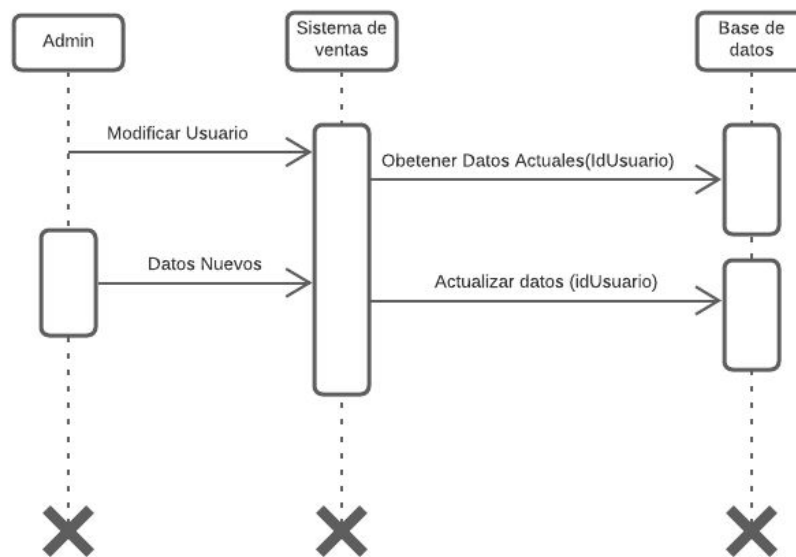 Admin
Sistema de
ventas
Base de
datos
Modificar Usuario
Obetener Datos Actuales(IdUsuario)
Datos Nuevos
Actualizar datos (idUsuario)